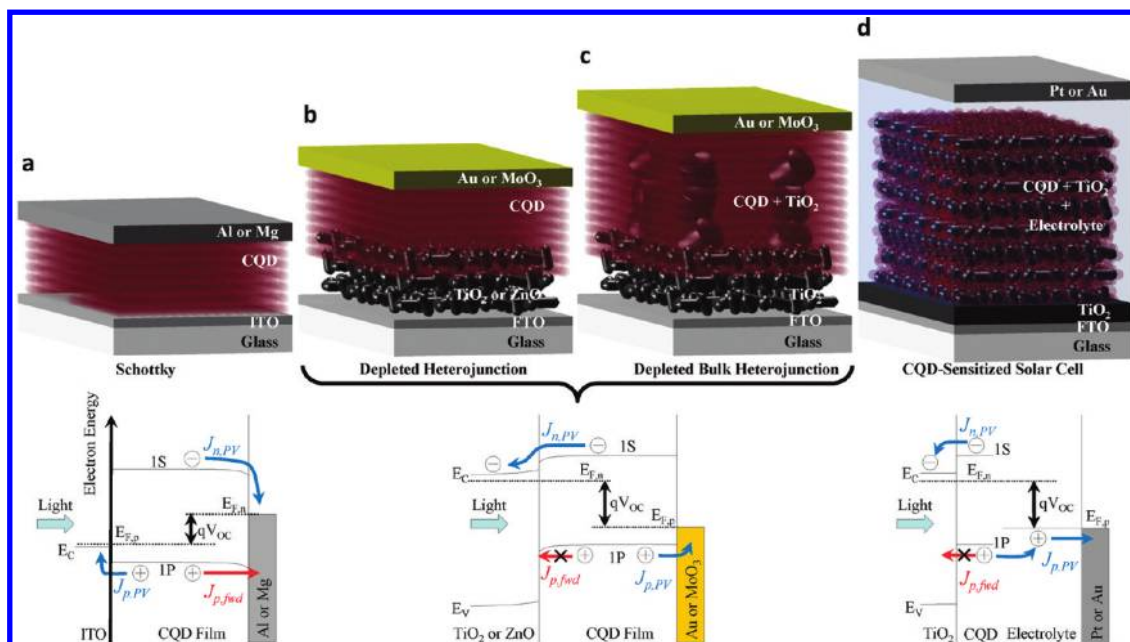 a
Al or Mg
CQD
ITO
Glass
Schottky
b
Au or MoO3
CQD
TiO2 or ZnO
FTO
Glass
Depleted Heterojunction
c
Au or MoO3
CQD + TiO2
TiO2
FTO
Glass
Depleted Bulk Heterojunction
d
Pt or Au
CQD + TiO2
+
Electrolyte
TiO2
FTO
Glass
CQD-Sensitized Solar Cell
Electron Energy
Jn,PV
1S
Light
EF,n
qVOC
EF,p
EC
1P
Jp,PV
Jp,fwd
Al or Mg
ITO
CQD Film
Jn,PV
1S
EC
EF,n
Light
qVOC
EF,p
1P
Jp,fwd
Jp,PV
EV
Au or MoO3
TiO2 or ZnO
CQD Film
Jn,PV
1S
EC
EF,n
Light
qVOC
EF,p
1P
Jp,fwd
Jp,PV
EV
Pt or Au
TiO2
CQD
Electrolyte